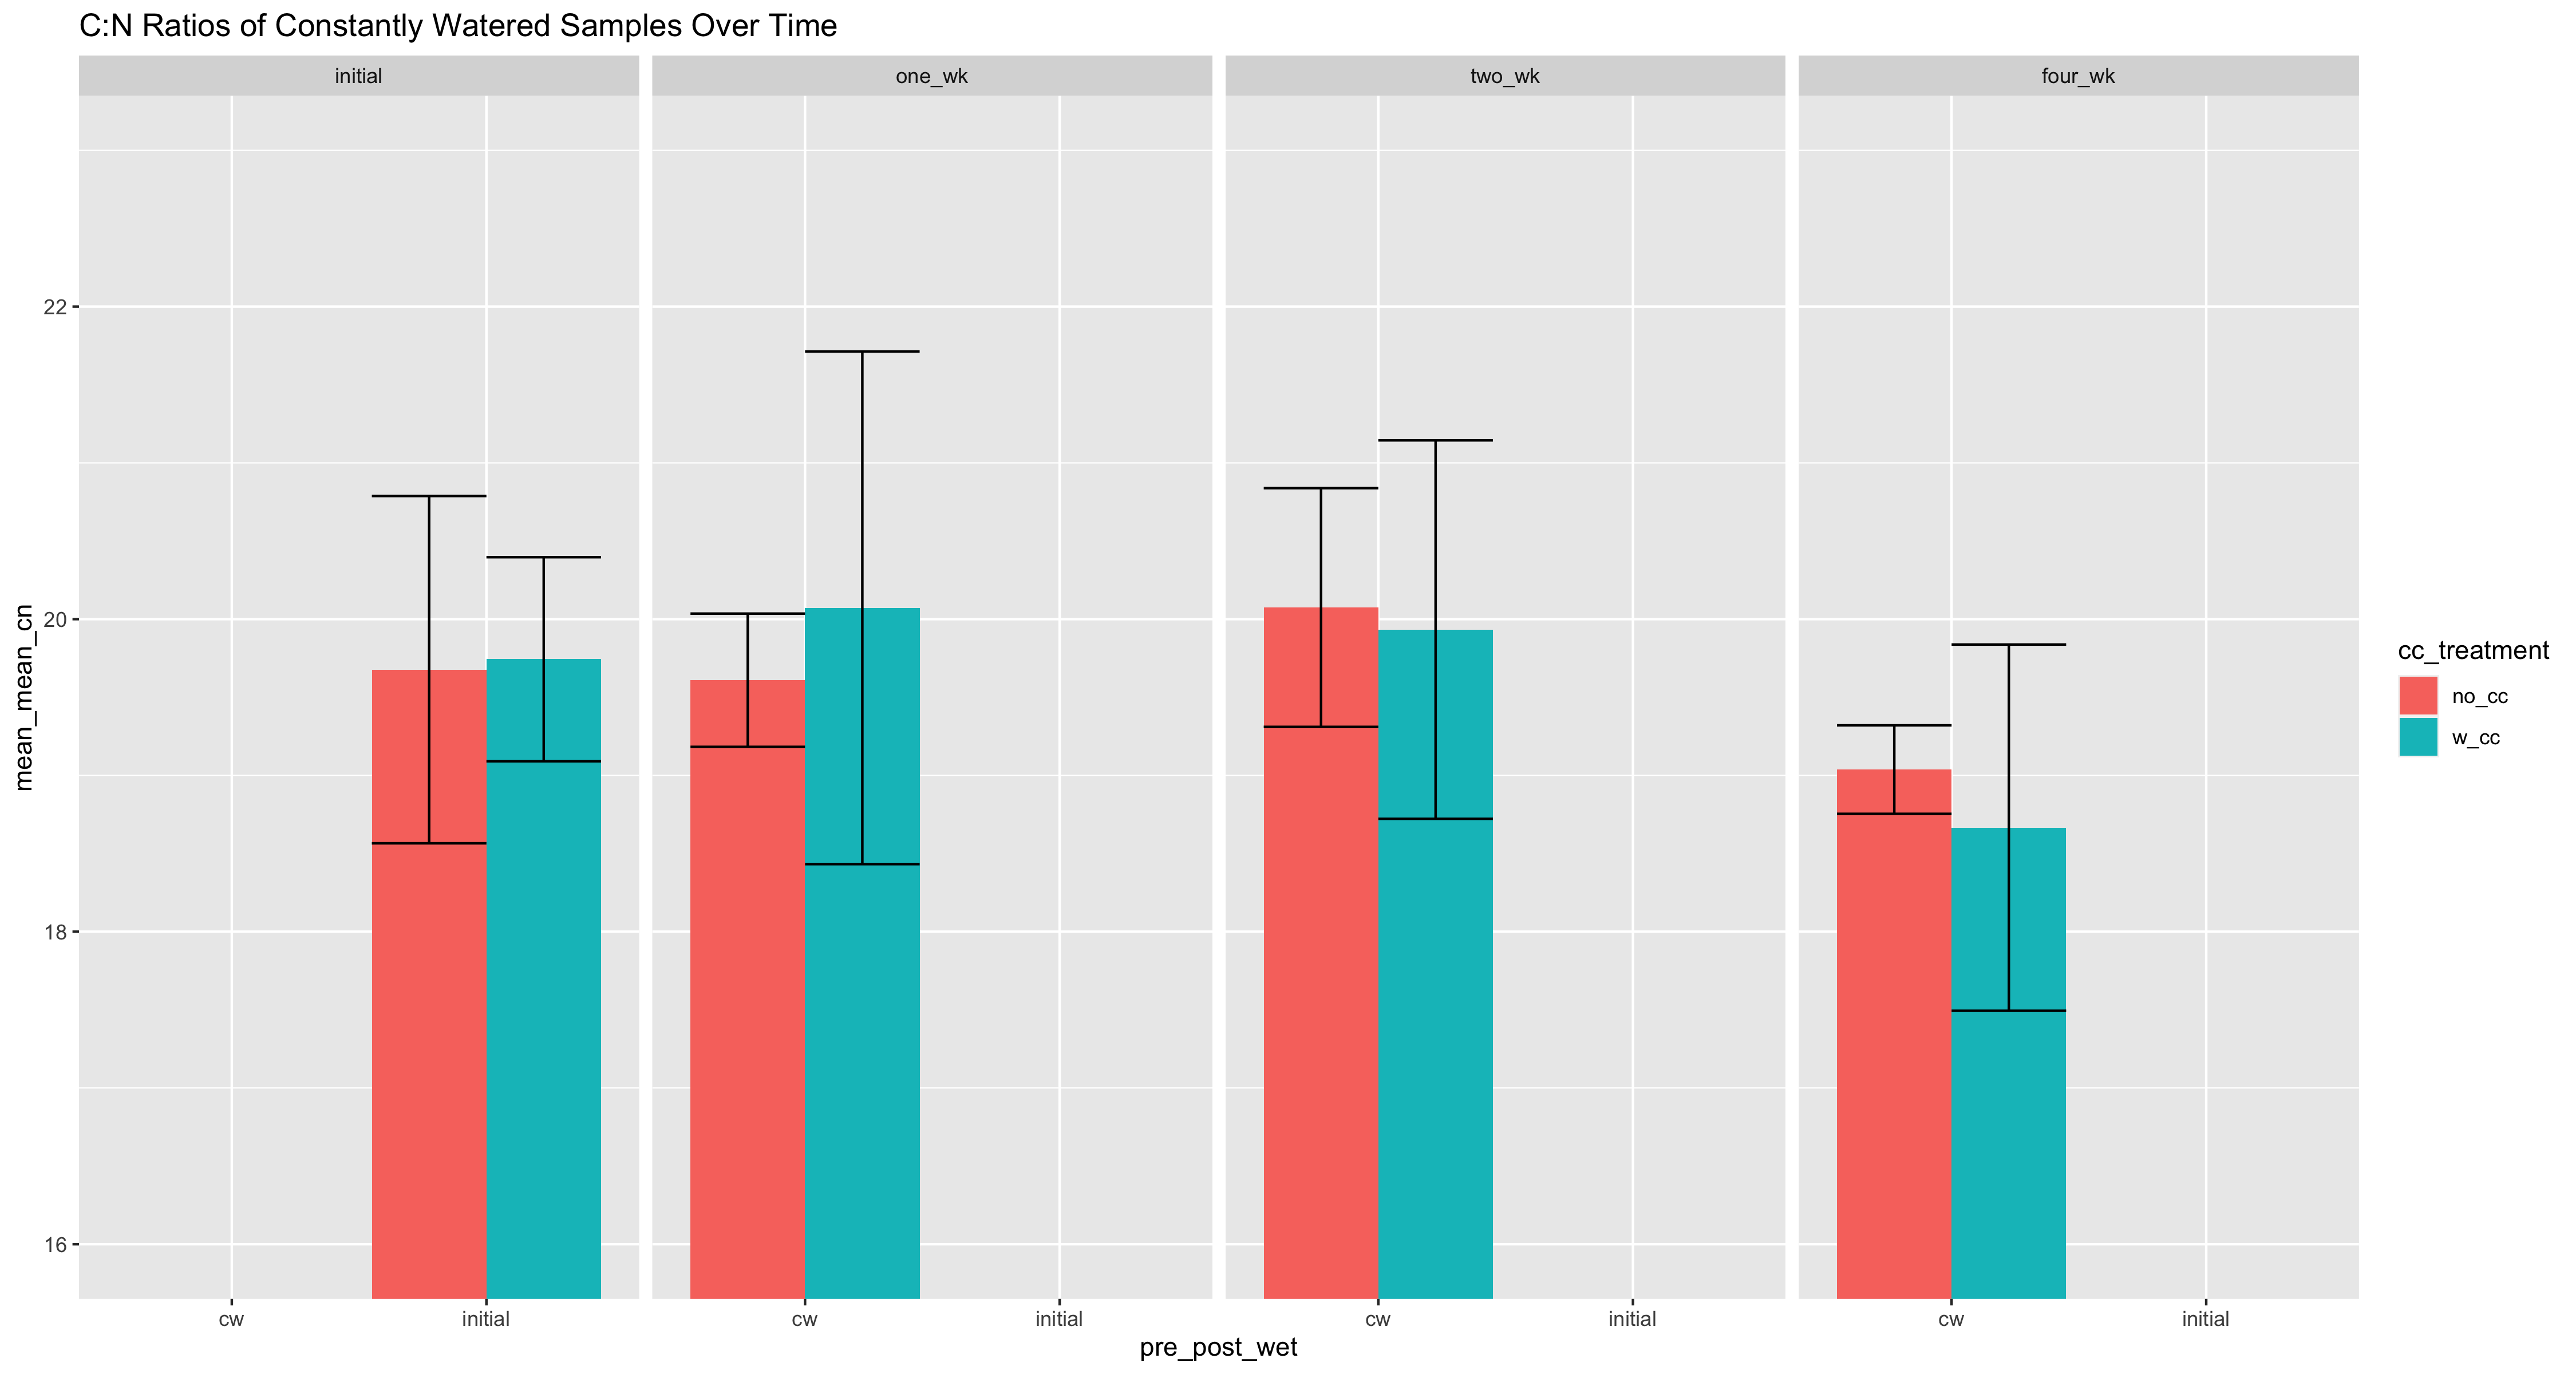 C:N Ratios of Constantly Watered Samples Over Time
initial
one_wk
two_wk
four_wk
22
20
18
16
mean_mean_cn
cw
initial
cw
initial
cw
initial
cw
initial
pre_post_wet
cc_treatment
no_cc
w_cc